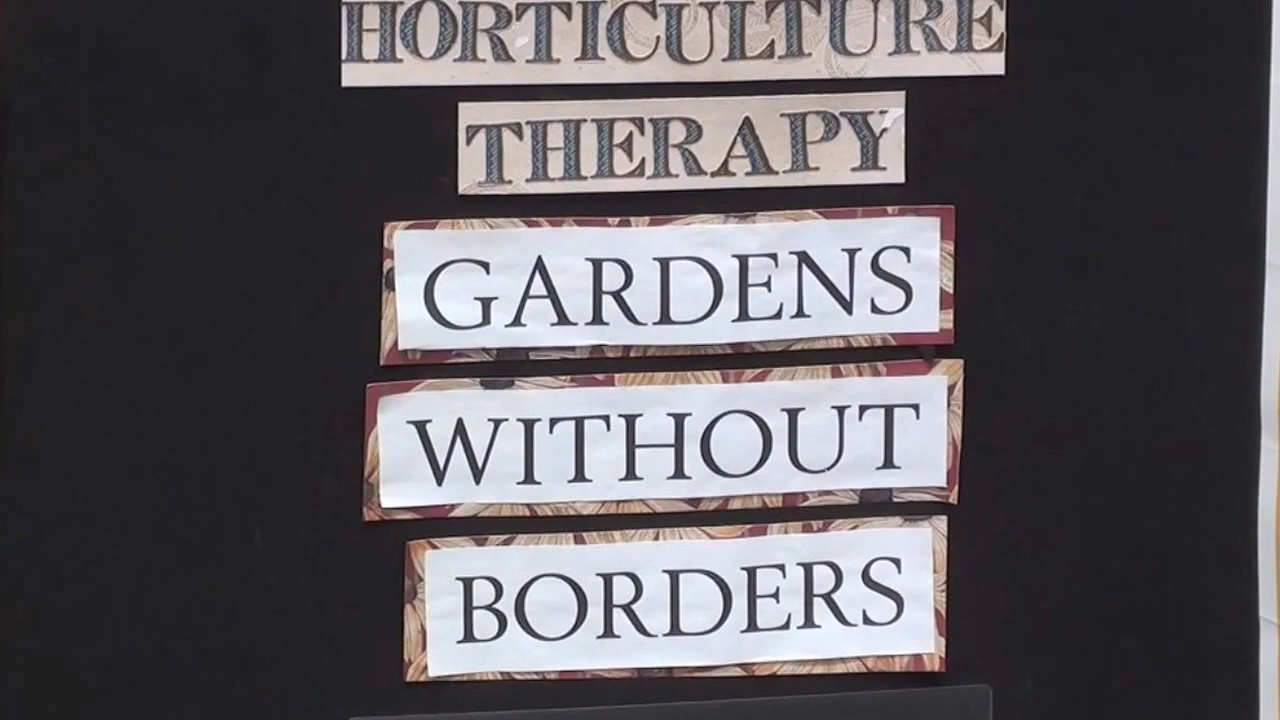 HORTICULTURE
THERAPY
GARDENS
WITHOUT
BORDERS